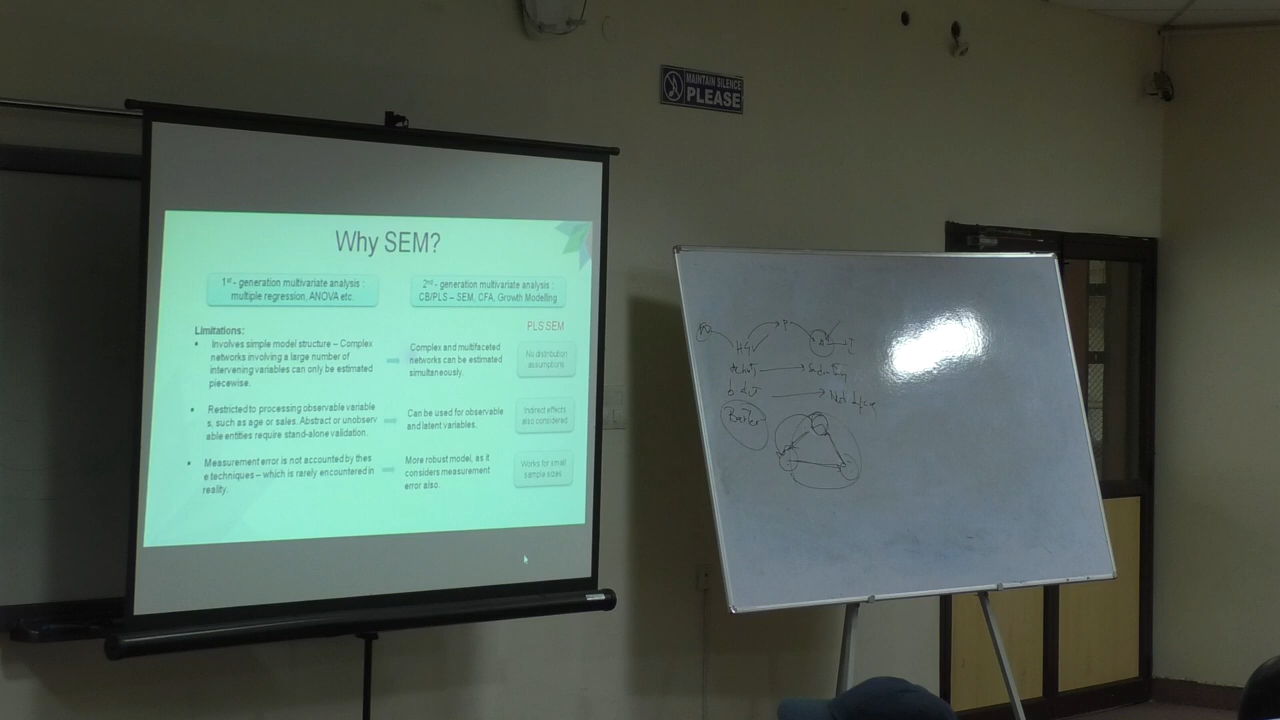 MAINTAIN SILENCE
PLEASE
Why SEM?
1st - generation multivariate analysis :
multiple regression, ANOVA etc.
2nd - generation multivariate analysis :
CB/PLS – SEM, CFA, Growth Modelling
Limitations:
• Involves simple model structure – Complex
networks involving a large number of
intervening variables can only be estimated
piecewise.
Complex and multifaceted
networks can be estimated
simultaneously.
PLS SEM
No distribution
assumptions
• Restricted to processing observable variable
s, such as age or sales. Abstract or unobserv
able entities require stand-alone validation.
Can be used for observable
and latent variables.
Indirect effects
also considered
• Measurement error is not accounted by thes
e techniques – which is rarely encountered in
reality.
More robust model, as it
considers measurement
error also.
Works for small
sample sizes
P